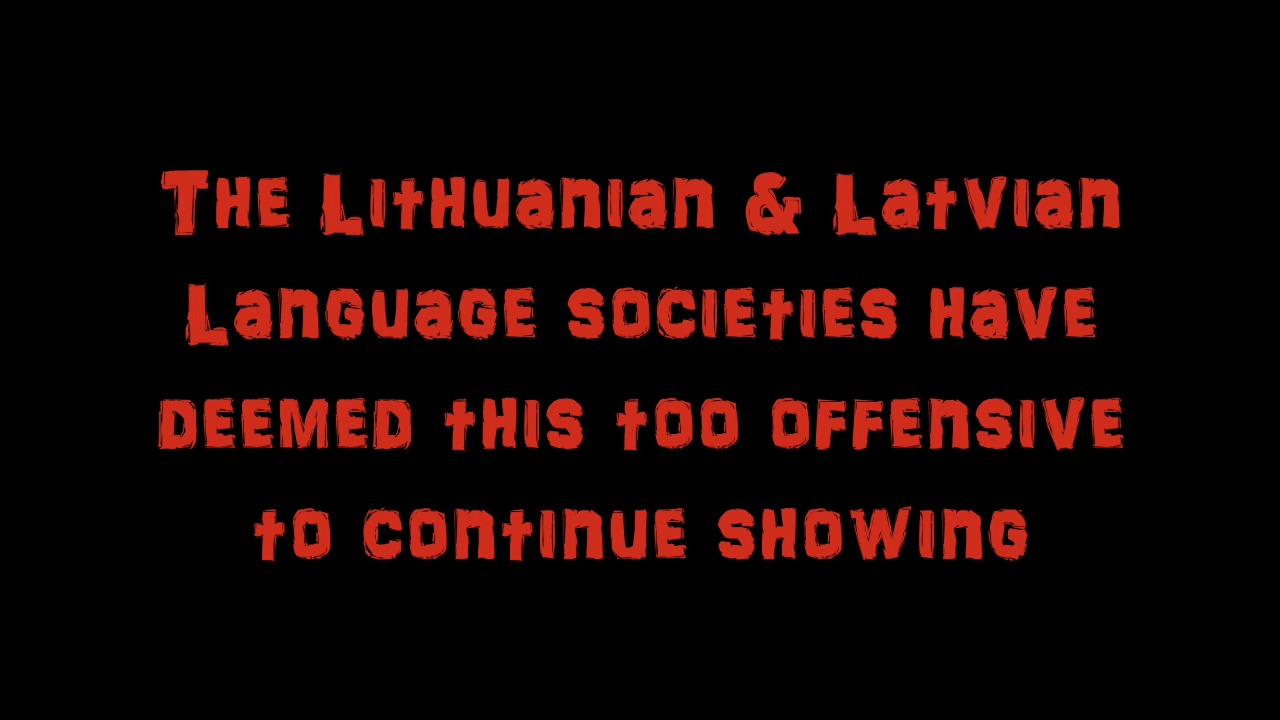 The Lithuanian & Latvian
Language societies have
deemed this too offensive
to continue showing